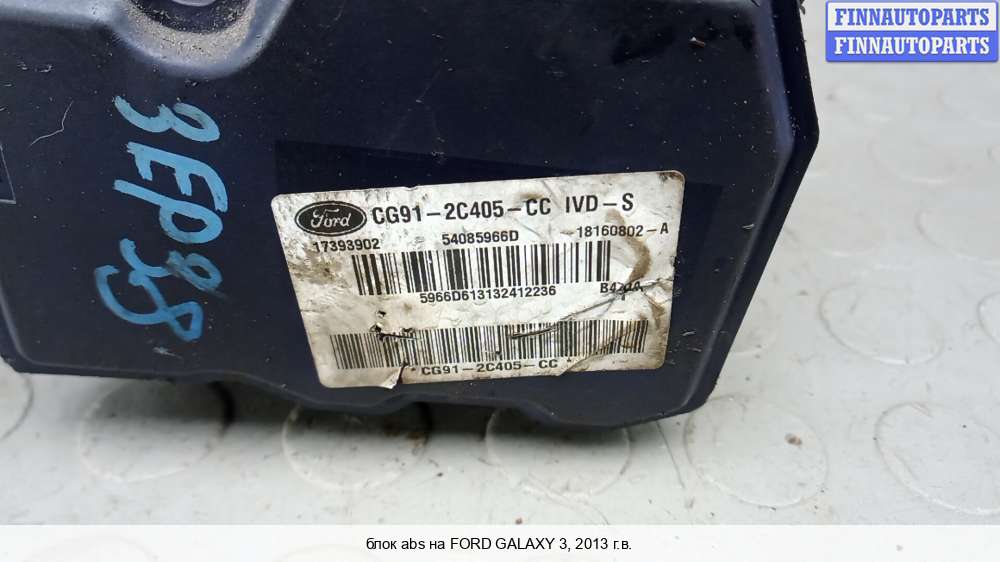 FINNAUTOPARTS
FINNAUTOPARTS
3EP98
Ford CG91-2C405-CC IVD-S
17393902 54085966D 18160802-A
5966D613132412236
* CG91-2C405-CC *
блок abs на FORD GALAXY 3, 2013 г.в.